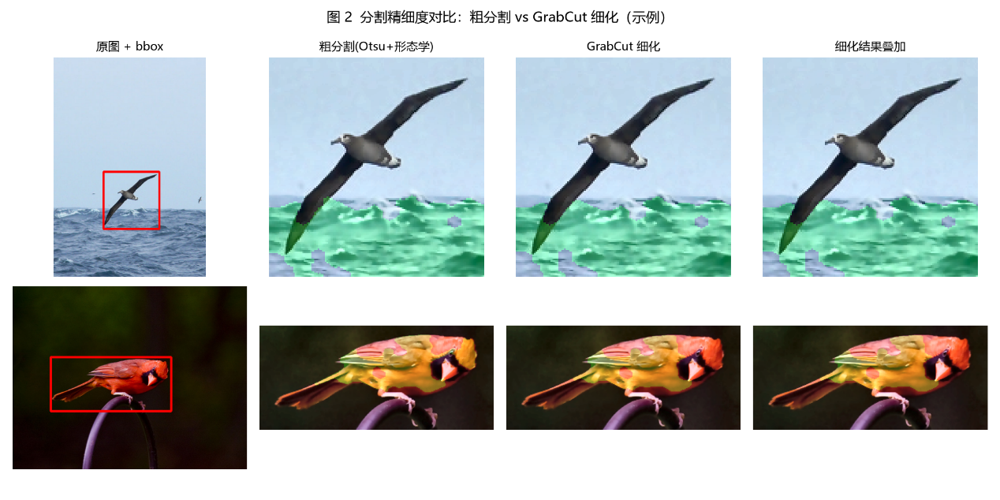 图 2  分割精细度对比：粗分割 vs GrabCut 细化（示例）
原图 + bbox
粗分割(Otsu+形态学)
GrabCut 细化
细化结果叠加